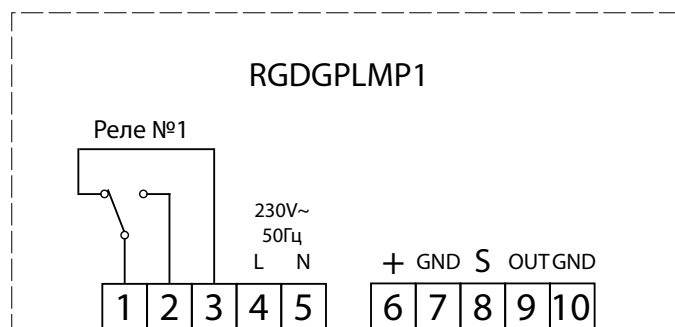 RGDGPLMP1
Реле №1
230V~
50Гц
L N + GND S OUT GND
1 2 3 4 5 6 7 8 9 10